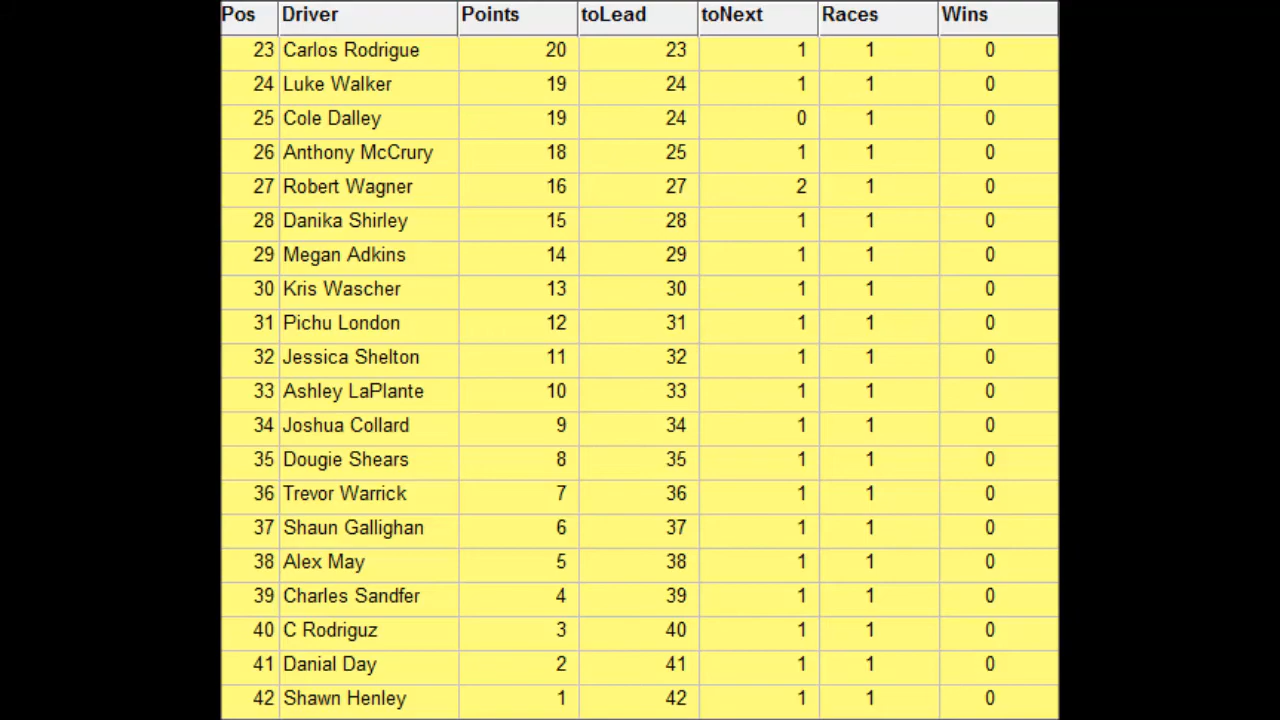 Pos Driver Points toLead toNext Races Wins
23 Carlos Rodrigue 20 23 1 1 0
24 Luke Walker 19 24 1 1 0
25 Cole Dalley 19 24 0 1 0
26 Anthony McCrury 18 25 1 1 0
27 Robert Wagner 16 27 2 1 0
28 Danika Shirley 15 28 1 1 0
29 Megan Adkins 14 29 1 1 0
30 Kris Wascher 13 30 1 1 0
31 Pichu London 12 31 1 1 0
32 Jessica Shelton 11 32 1 1 0
33 Ashley LaPlante 10 33 1 1 0
34 Joshua Collard 9 34 1 1 0
35 Dougie Shears 8 35 1 1 0
36 Trevor Warrick 7 36 1 1 0
37 Shaun Gallighan 6 37 1 1 0
38 Alex May 5 38 1 1 0
39 Charles Sandfer 4 39 1 1 0
40 C Rodriguz 3 40 1 1 0
41 Danial Day 2 41 1 1 0
42 Shawn Henley 1 42 1 1 0